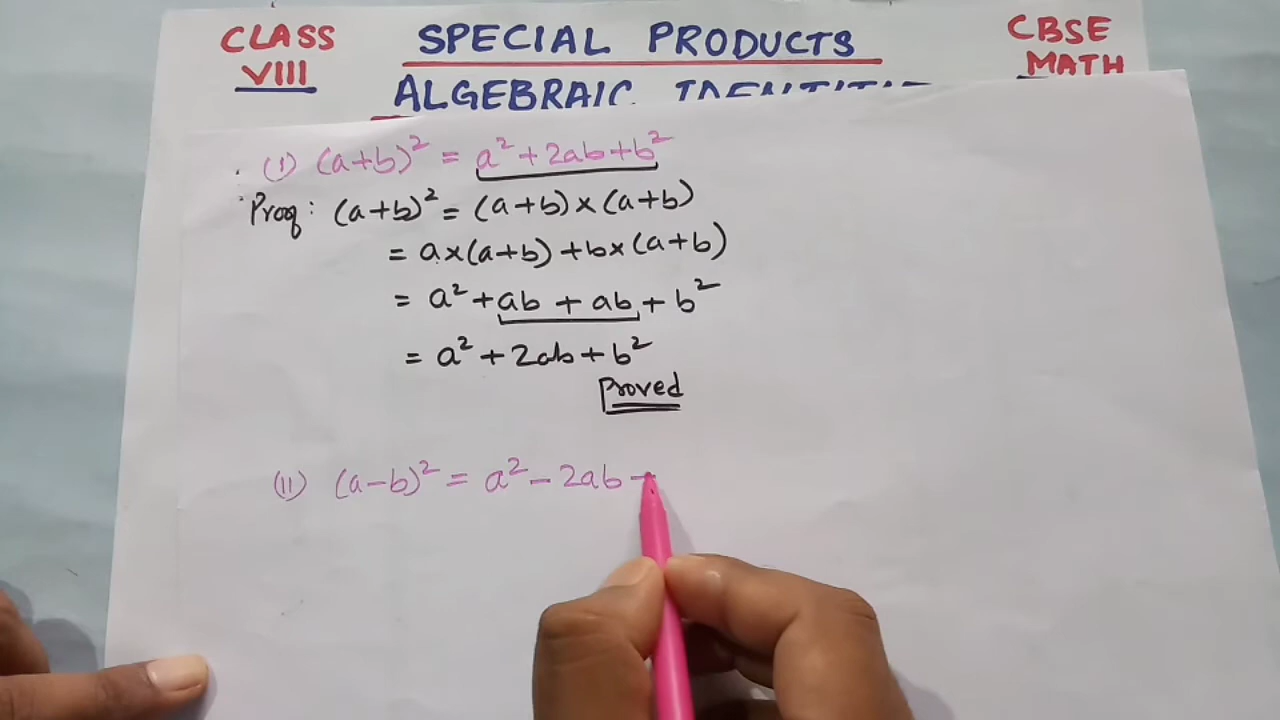 CLASS VIII
SPECIAL PRODUCTS
CBSE MATH
ALGEBRAIC
(I) (a+b)² = a² + 2ab + b²
Proof: (a+b)² = (a+b) × (a+b)
= a×(a+b) + b×(a+b)
= a² + ab + ab + b²
= a² + 2ab + b²
Proved
(II) (a-b)² = a² - 2ab